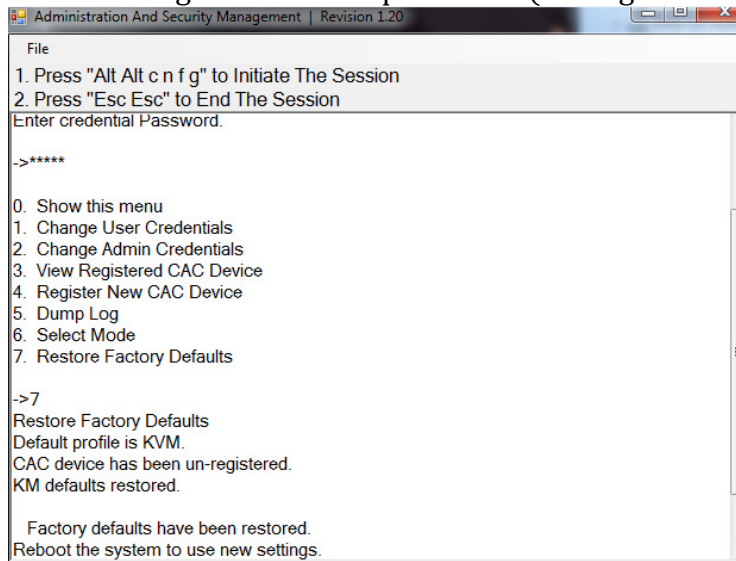 Administration And Security Management | Revision 1.20
File
1. Press "Alt Alt c n f g" to Initiate The Session
2. Press "Esc Esc" to End The Session
Enter credential Password.
->*****
0. Show this menu
1. Change User Credentials
2. Change Admin Credentials
3. View Registered CAC Device
4. Register New CAC Device
5. Dump Log
6. Select Mode
7. Restore Factory Defaults
->7
Restore Factory Defaults
Default profile is KVM.
CAC device has been un-registered.
KM defaults restored.
Factory defaults have been restored.
Reboot the system to use new settings.